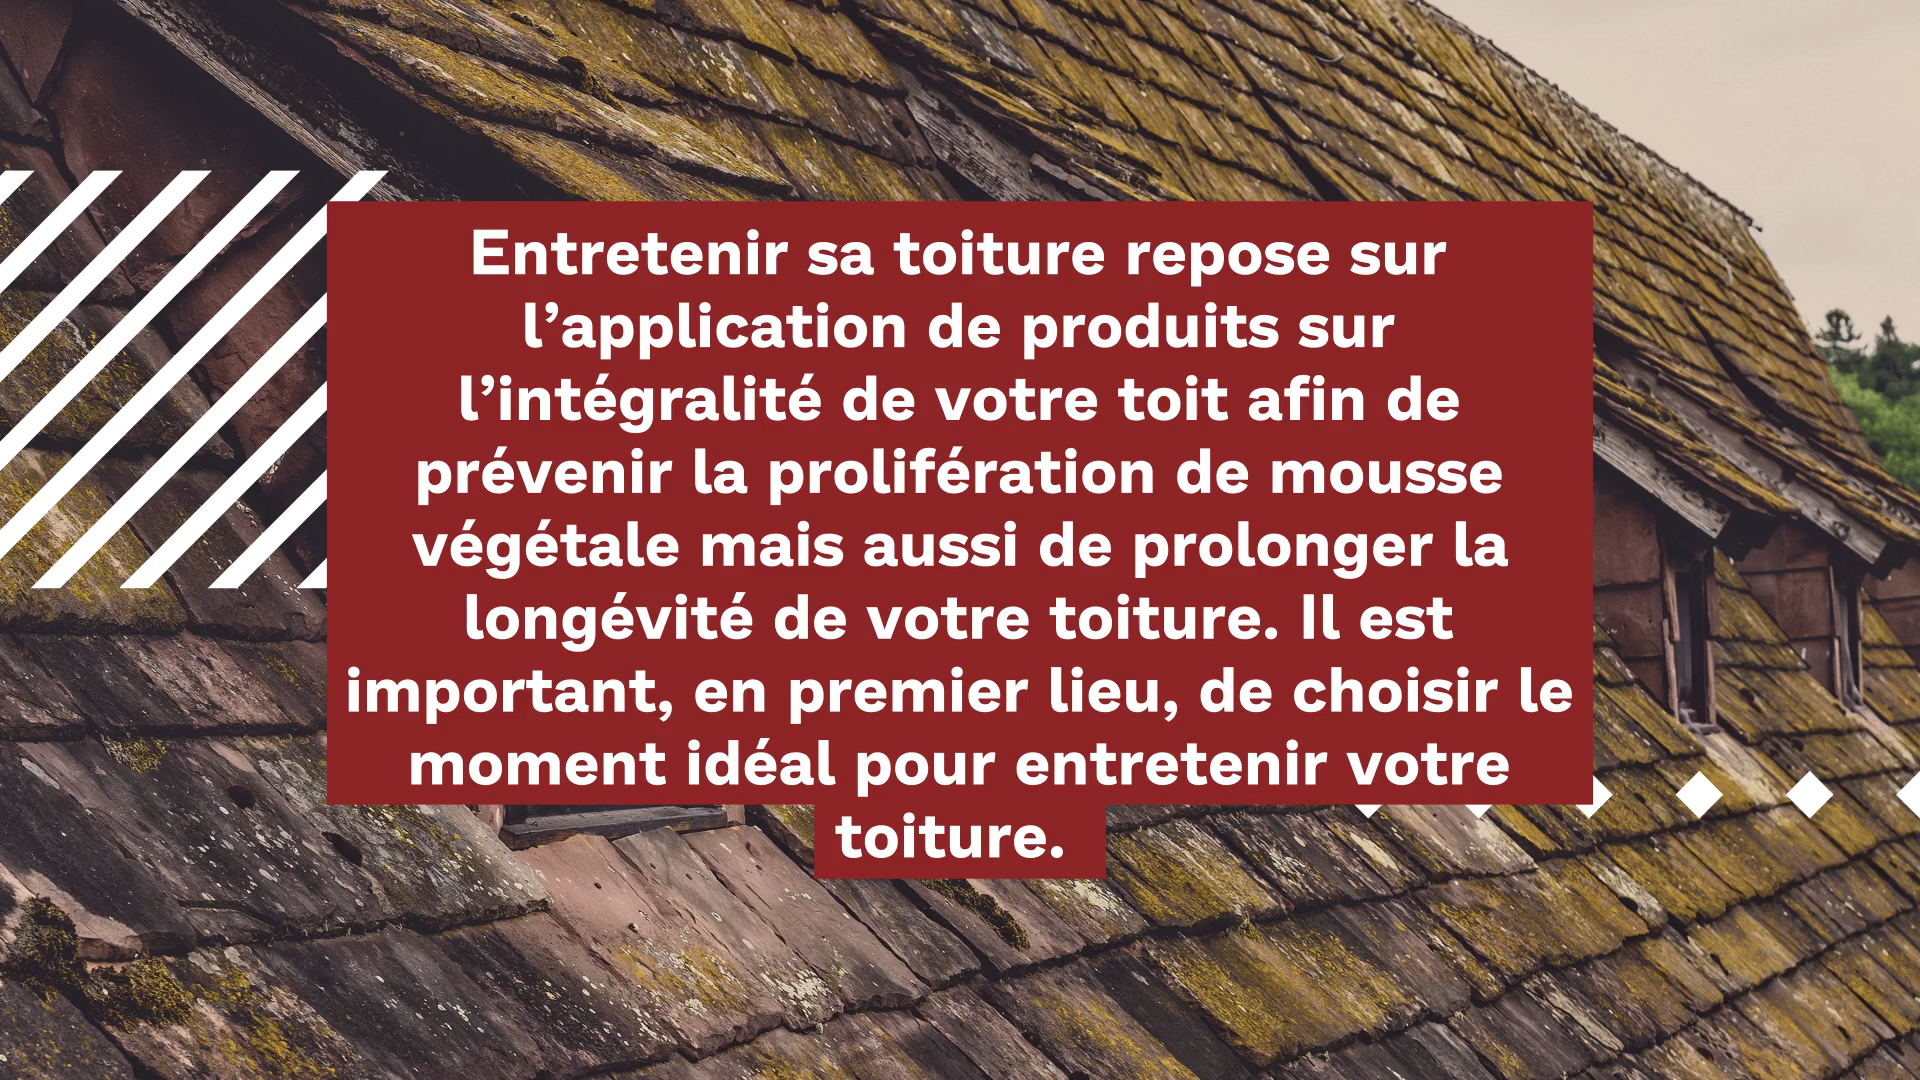 Entretenir sa toiture repose sur
l’application de produits sur
l’intégralité de votre toit afin de
prévenir la prolifération de mousse
végétale mais aussi de prolonger la
longévité de votre toiture. Il est
important, en premier lieu, de choisir le
moment idéal pour entretenir votre
toiture.